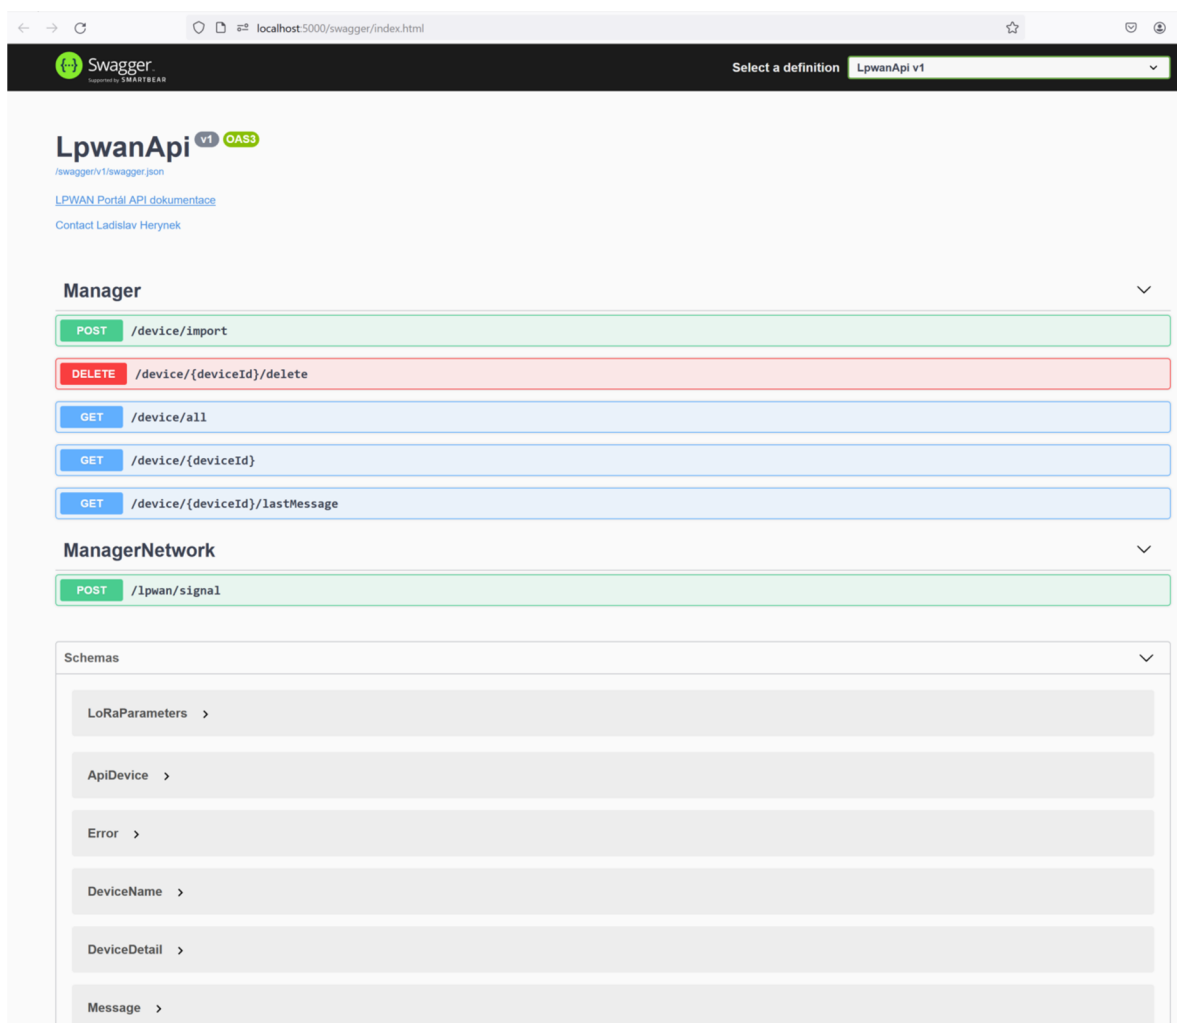 localhost:5000/swagger/index.html
{··} Swagger.
Supported by SMARTBEAR
Select a definition LpwanApi v1
LpwanApi v1 OAS3
/swagger/v1/swagger.json
LPWAN Portál API dokumentace
Contact Ladislav Herynek
Manager
POST /device/import
DELETE /device/{deviceId}/delete
GET /device/all
GET /device/{deviceId}
GET /device/{deviceId}/lastMessage
ManagerNetwork
POST /lpwan/signal
Schemas
LoRaParameters
ApiDevice
Error
DeviceName
DeviceDetail
Message